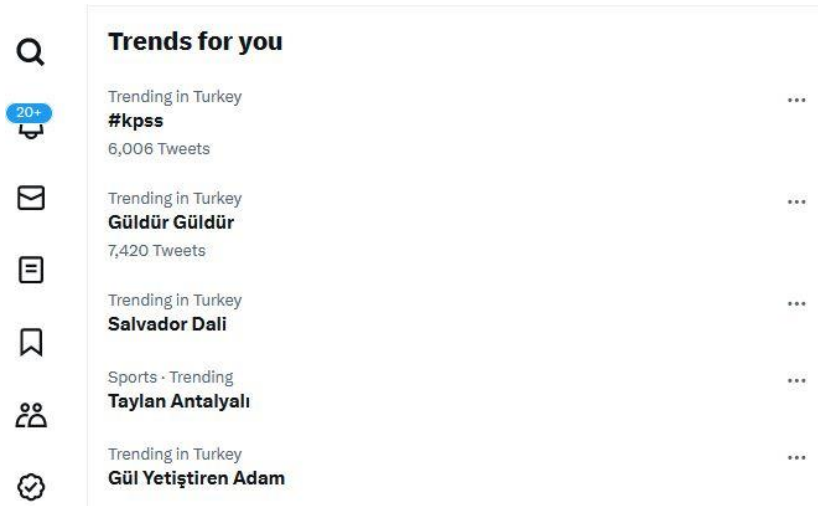 Trends for you
20+
Trending in Turkey
#kpss
6,006 Tweets
Trending in Turkey
Güldür Güldür
7,420 Tweets
Trending in Turkey
Salvador Dali
Sports · Trending
Taylan Antalyalı
Trending in Turkey
Gül Yetiştiren Adam